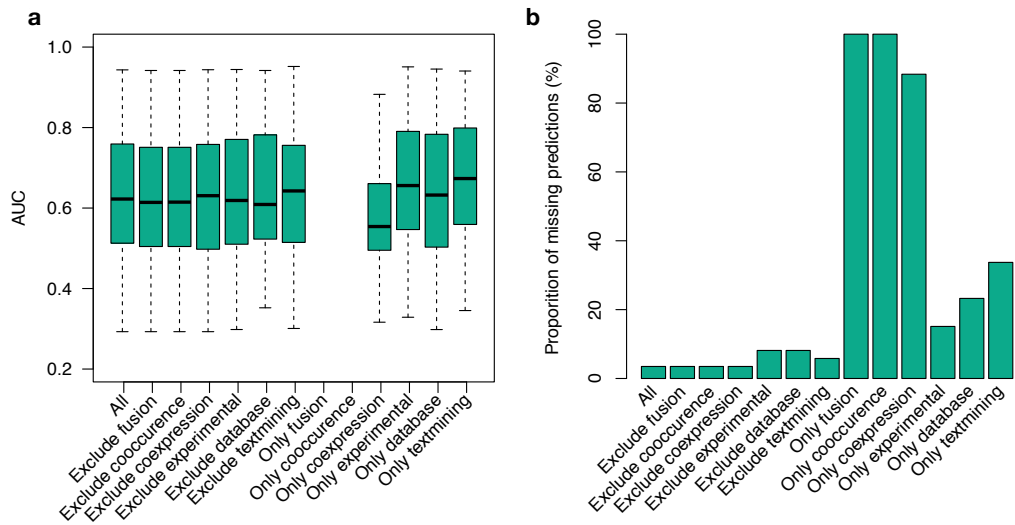 a
AUC
1.0
0.8
0.6
0.4
0.2
All
Exclude fusion
Exclude cooccurence
Exclude coexpression
Exclude experimental
Exclude database
Exclude textmining
Only fusion
Only cooccurence
Only coexpression
Only experimental
Only database
Only textmining
b
Proporition of missing predictions (%)
100
80
60
40
20
0
All
Exclude fusion
Exclude cooccurence
Exclude coexpression
Exclude experimental
Exclude database
Exclude textmining
Only fusion
Only cooccurence
Only coexpression
Only experimental
Only database
Only textmining